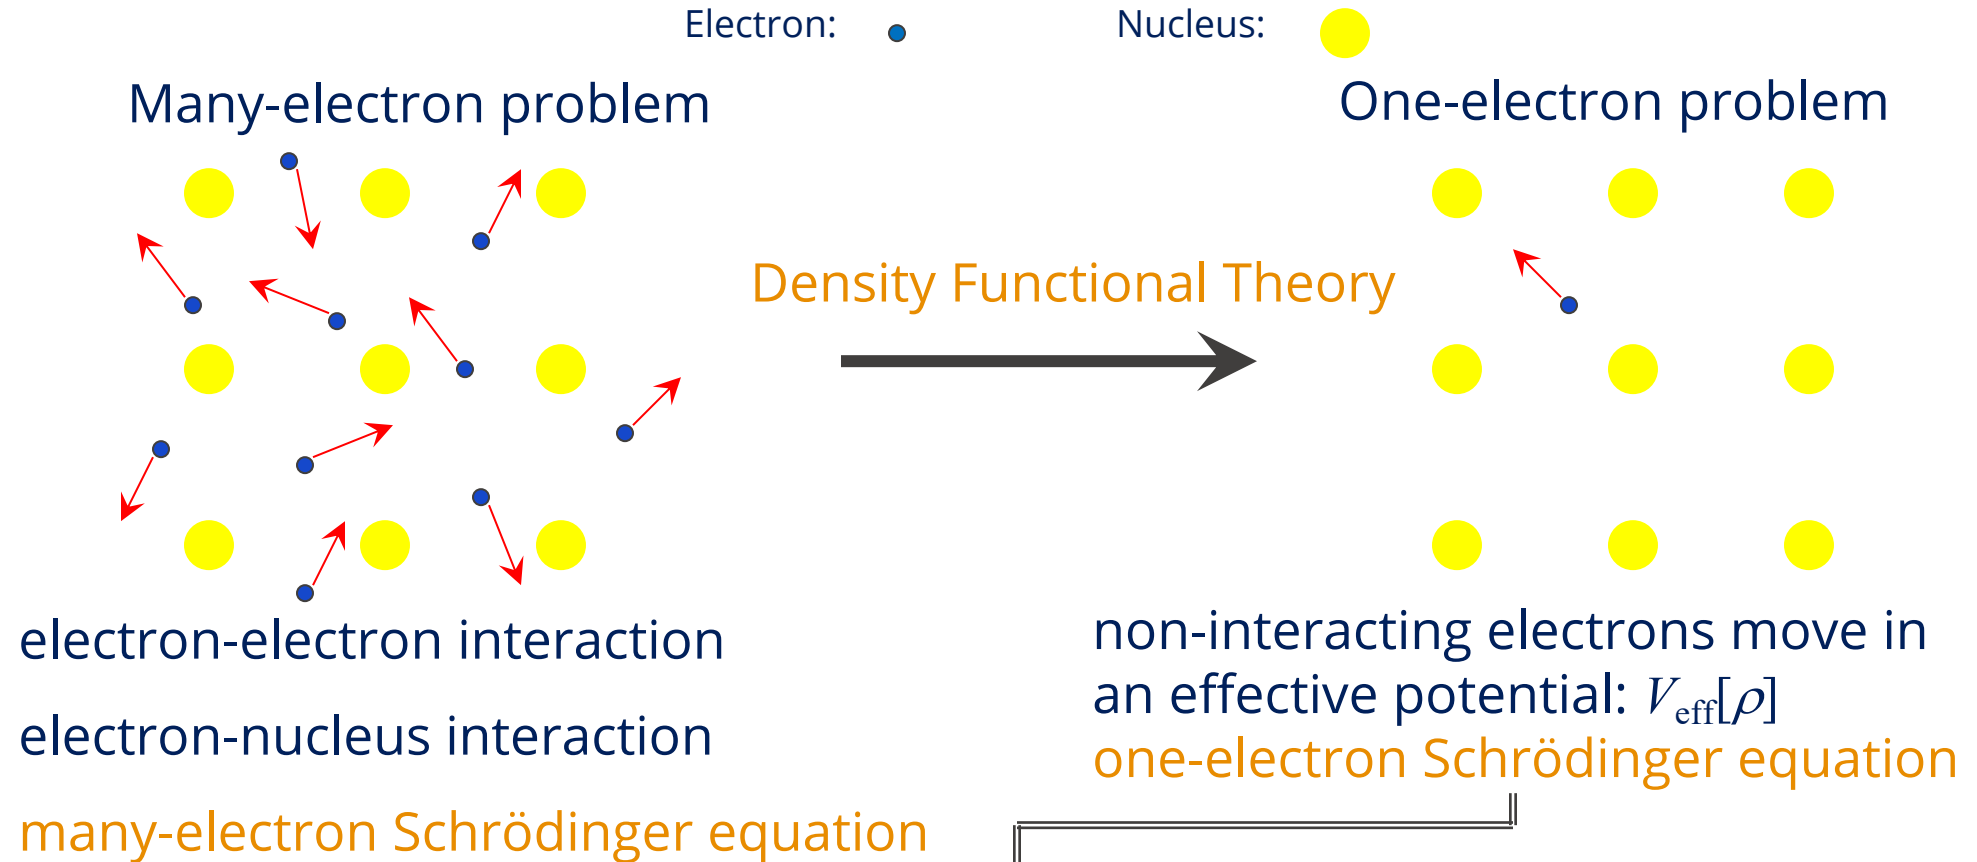 Electron: Nucleus:
Many-electron problem
One-electron problem
Density Functional Theory
electron-electron interaction
electron-nucleus interaction
many-electron Schrödinger equation
non-interacting electrons move in
an effective potential: V_eff[ρ]
one-electron Schrödinger equation